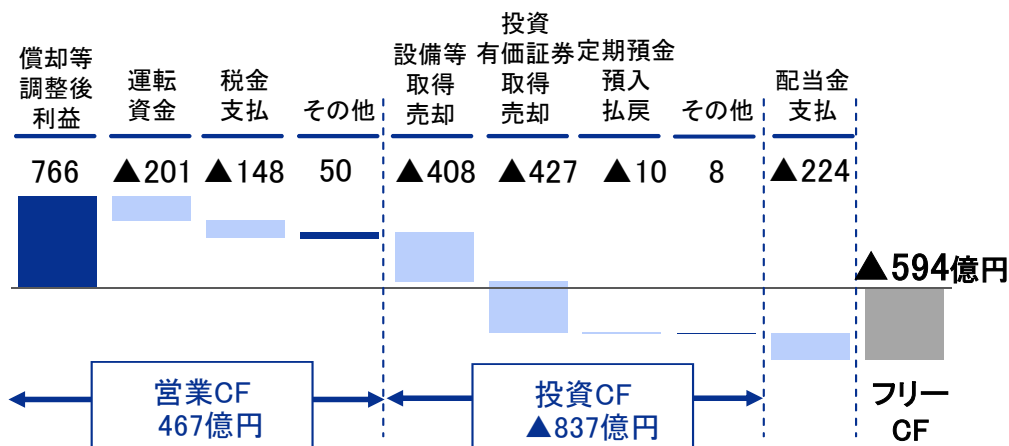 償却等
調整後
利益
766
運転
資金
▲201
税金
支払
▲148
その他
50
設備等
取得
売却
▲408
投資
有価証券
取得
売却
▲427
定期預金
預入
払戻
▲10
その他
8
配当金
支払
▲224
▲594億円
フリー
CF
営業CF
467億円
投資CF
▲837億円